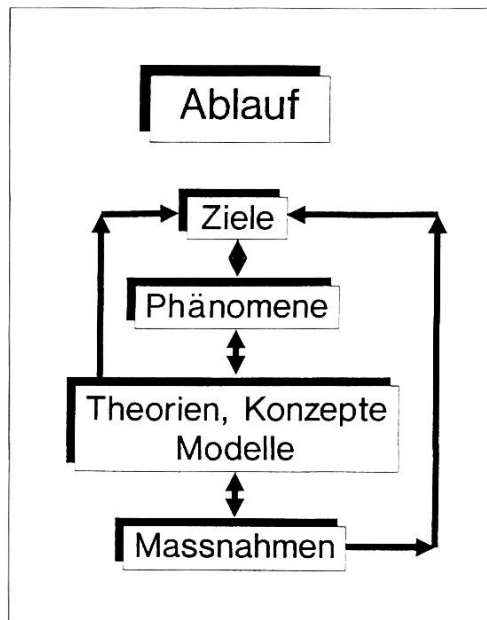 Ablauf
Ziele
Phänomene
Theorien, Konzepte
Modelle
Massnahmen